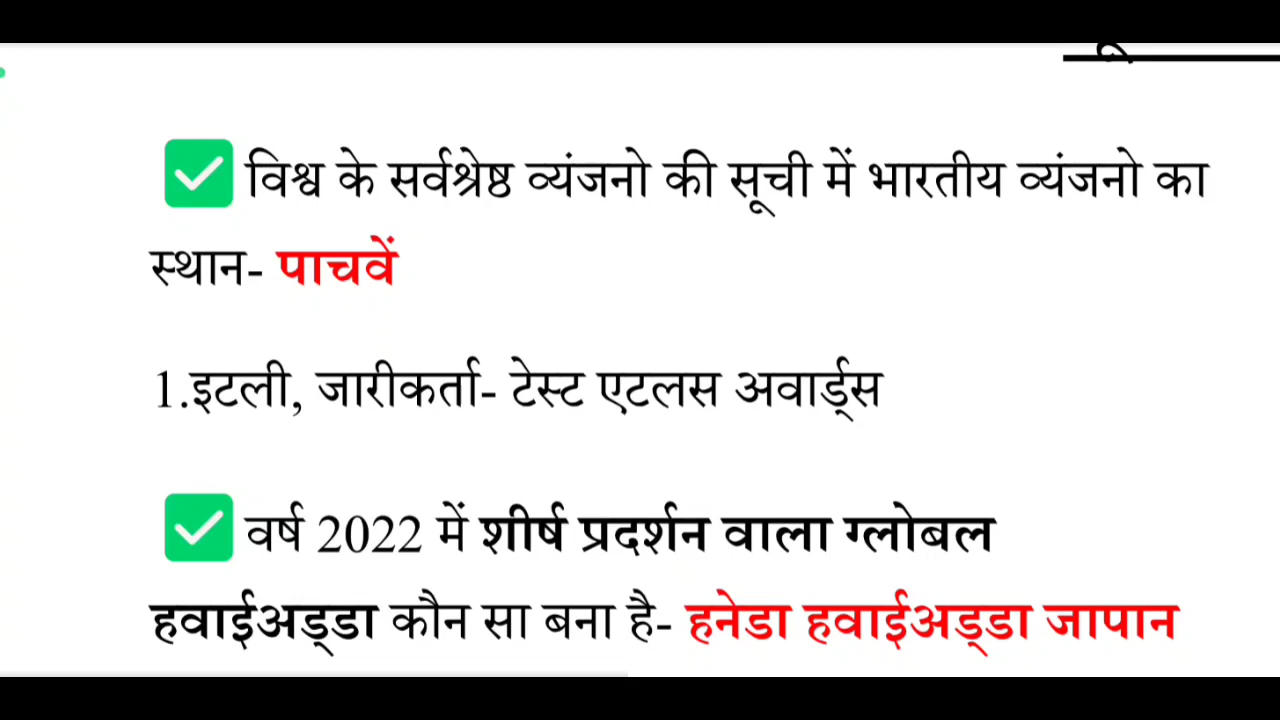 ✅ विश्व के सर्वश्रेष्ठ व्यंजनो की सूची में भारतीय व्यंजनो का
स्थान- पाचवें
1.इटली, जारीकर्ता- टेस्ट एटलस अवार्ड्स
✅ वर्ष 2022 में शीर्ष प्रदर्शन वाला ग्लोबल
हवाईअड्डा कौन सा बना है- हनेडा हवाईअड्डा जापान